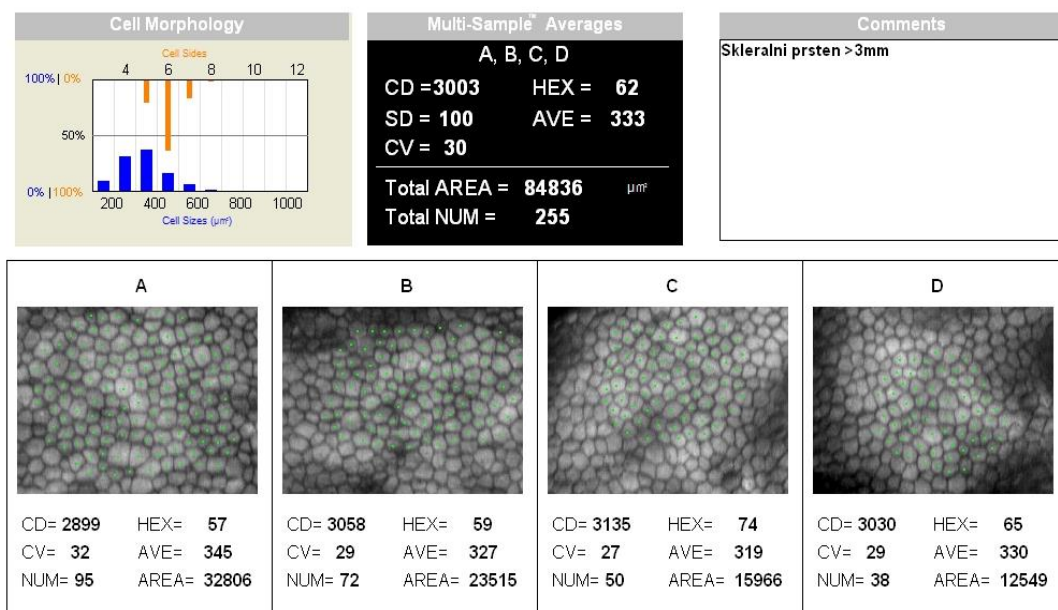 Cell Morphology
Cell Sides
4 6 8 10 12
100% | 0%
50%
0% | 100%
200 400 600 800 1000
Cell Sizes (µm²)
Multi-Sample™ Averages
A, B, C, D
CD =3003 HEX = 62
SD = 100 AVE = 333
CV = 30
Total AREA = 84836 µm²
Total NUM = 255
Comments
Skleralni prsten >3mm
A
CD= 2899 HEX= 57
CV= 32 AVE= 345
NUM= 95 AREA= 32806
B
CD= 3058 HEX= 59
CV= 29 AVE= 327
NUM= 72 AREA= 23515
C
CD= 3135 HEX= 74
CV= 27 AVE= 319
NUM= 50 AREA= 15966
D
CD= 3030 HEX= 65
CV= 29 AVE= 330
NUM= 38 AREA= 12549